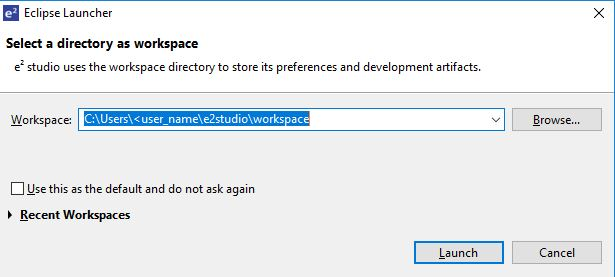 e² Eclipse Launcher
Select a directory as workspace
e² studio uses the workspace directory to store its preferences and development artifacts.
Workspace: C:\Users\<user_name\e2studio\workspace Browse...
Use this as the default and do not ask again
Recent Workspaces
Launch Cancel